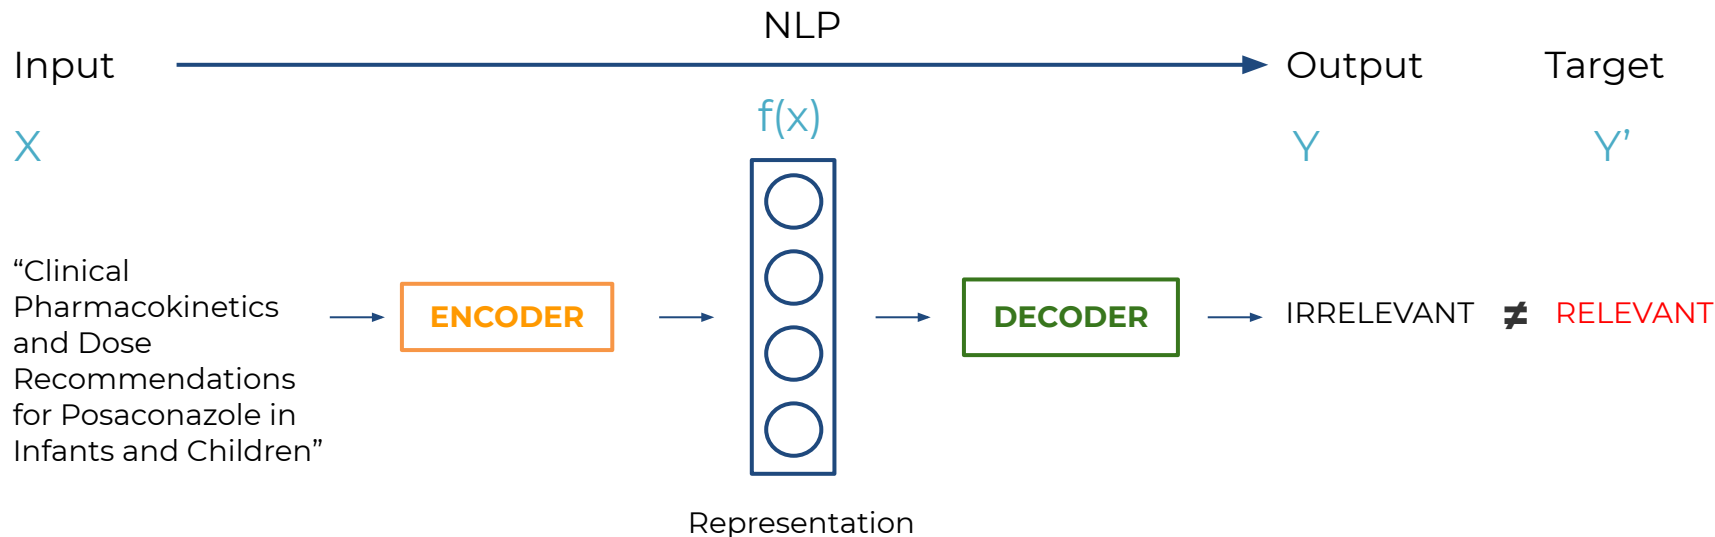 NLP
Input
Output
Target
X
f(x)
Y
Y’
“Clinical
Pharmacokinetics
and Dose
Recommendations
for Posaconazole in
Infants and Children”
ENCODER
DECODER
IRRELEVANT ≠ RELEVANT
Representation